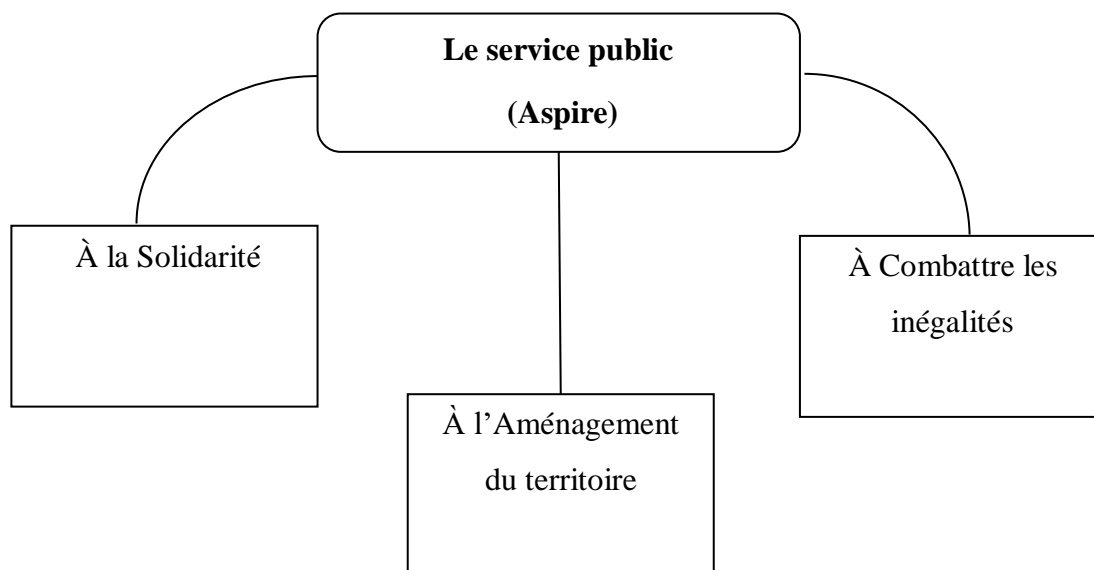 Le service public
(Aspire)
À la Solidarité
À Combattre les
inégalités
À l’Aménagement
du territoire